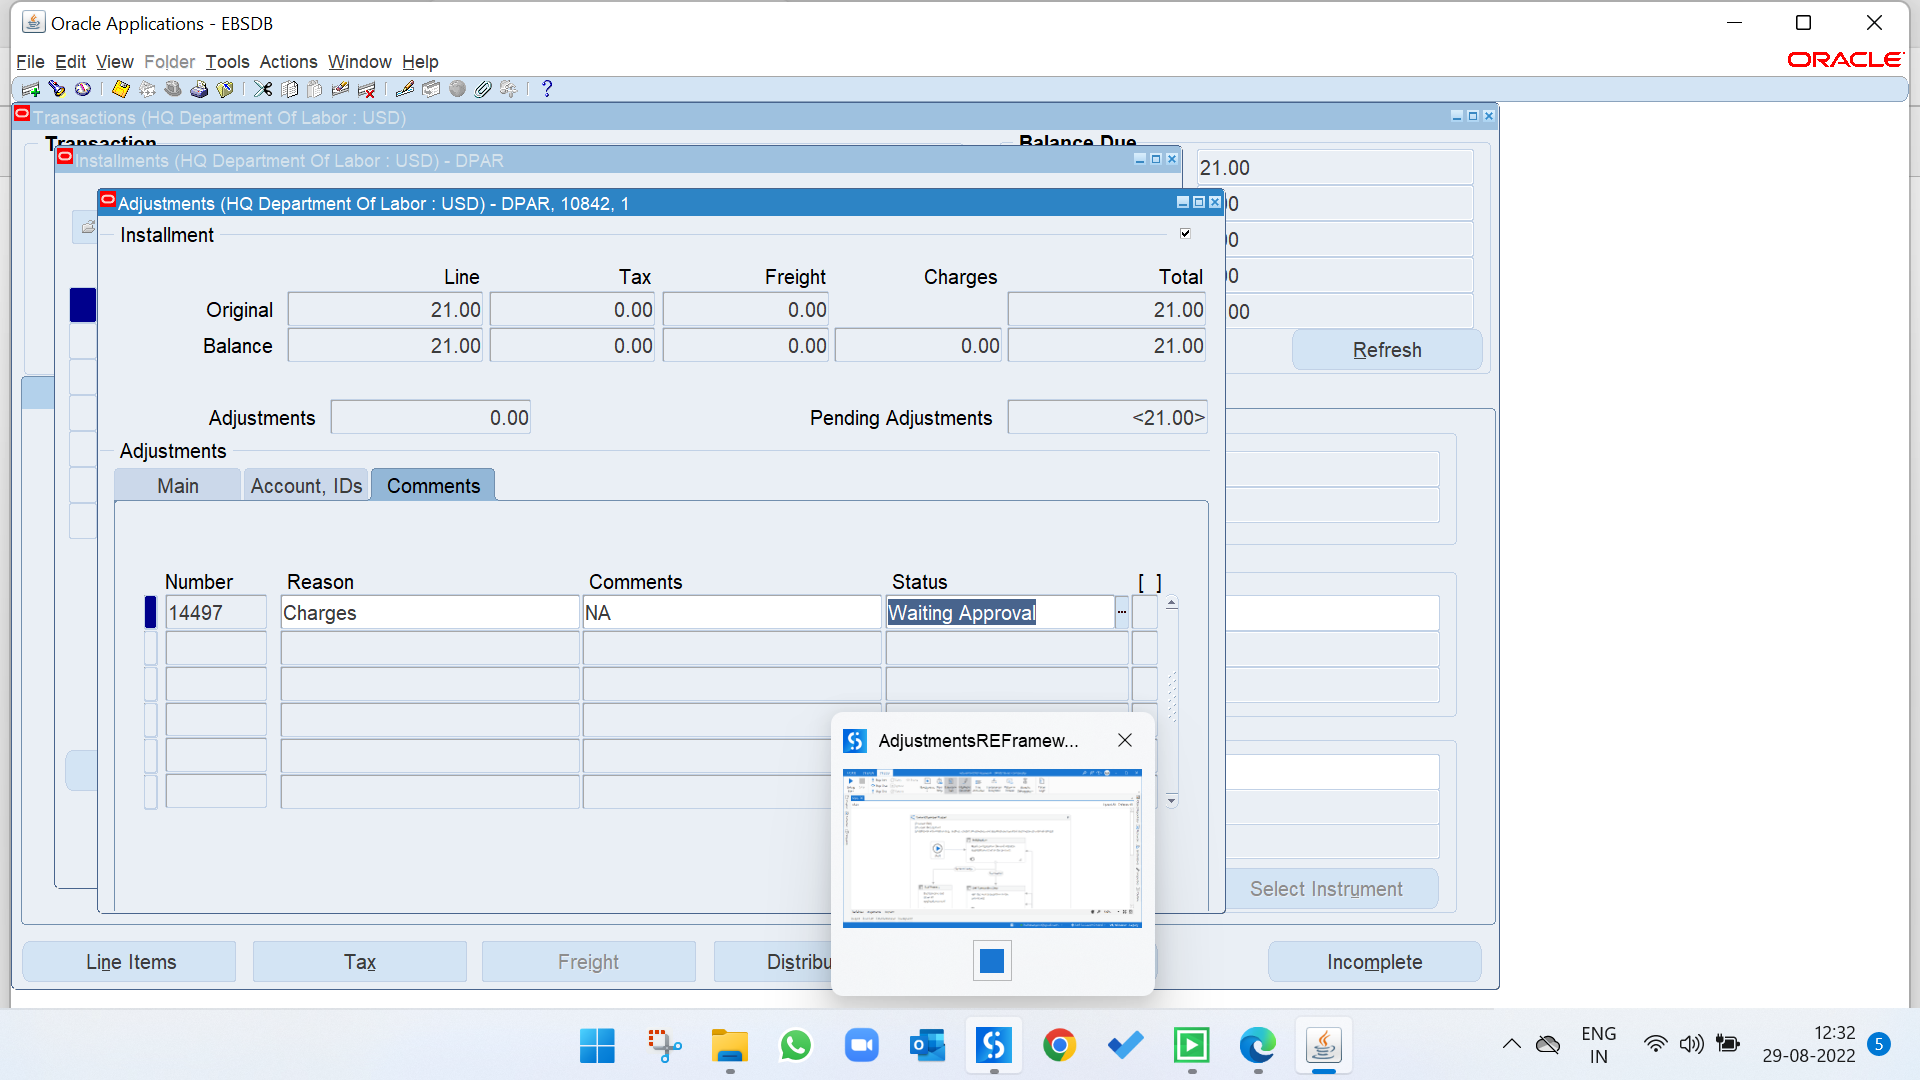 Oracle Applications - EBSDB
File Edit View Folder Tools Actions Window Help
ORACLE
Transactions (HQ Department Of Labor : USD)
Transaction
Balance Due
Installments (HQ Department Of Labor : USD) - DPAR
21.00
Adjustments (HQ Department Of Labor : USD) - DPAR, 10842, 1
Installment
Line Tax Freight Charges Total
Original 21.00 0.00 0.00 21.00
Balance 21.00 0.00 0.00 0.00 21.00
Refresh
Adjustments 0.00 Pending Adjustments <21.00>
Adjustments
Main Account, IDs Comments
Number Reason Comments Status [ ]
14497 Charges NA Waiting Approval
AdjustmentsREFramew...
Select Instrument
Line Items Tax Freight Distribu Incomplete
ENG
IN
12:32
29-08-2022
5